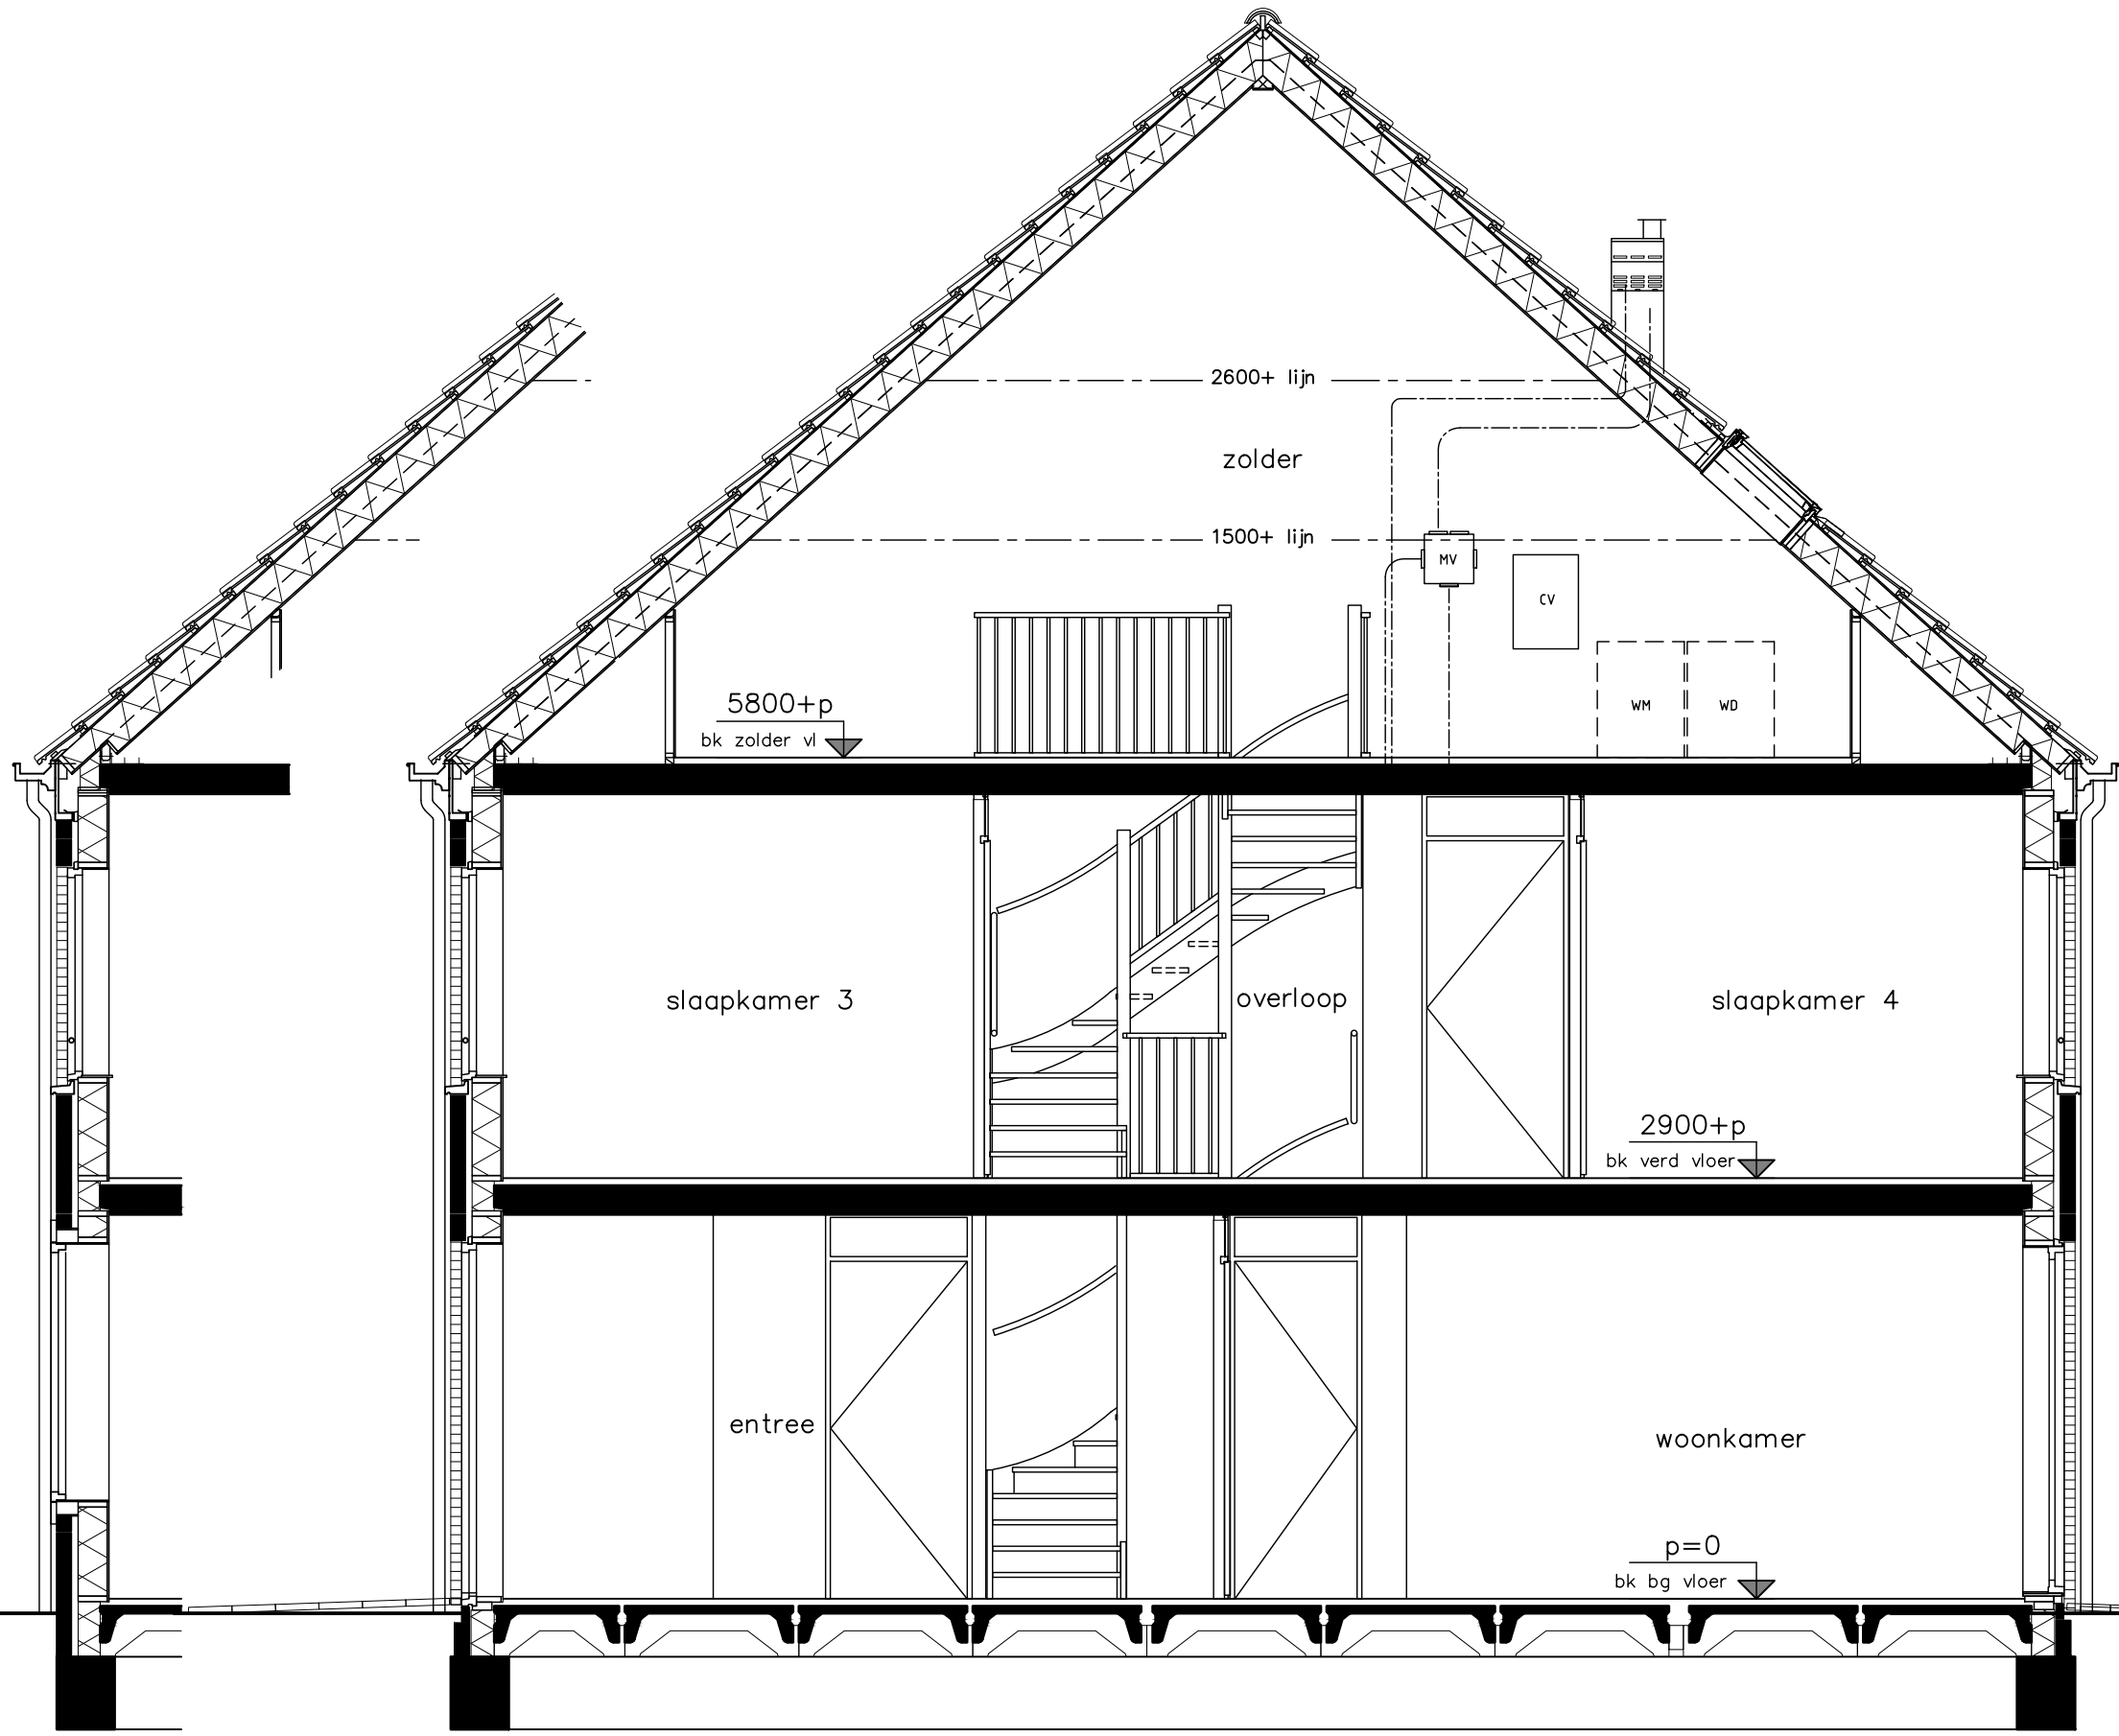 2600+ lijn
zolder
1500+ lijn
MV
CV
5800+p
bk zolder vl
WM
WD
slaapkamer 3
overloop
slaapkamer 4
2900+p
bk verd vloer
entree
woonkamer
p=0
bk bg vloer